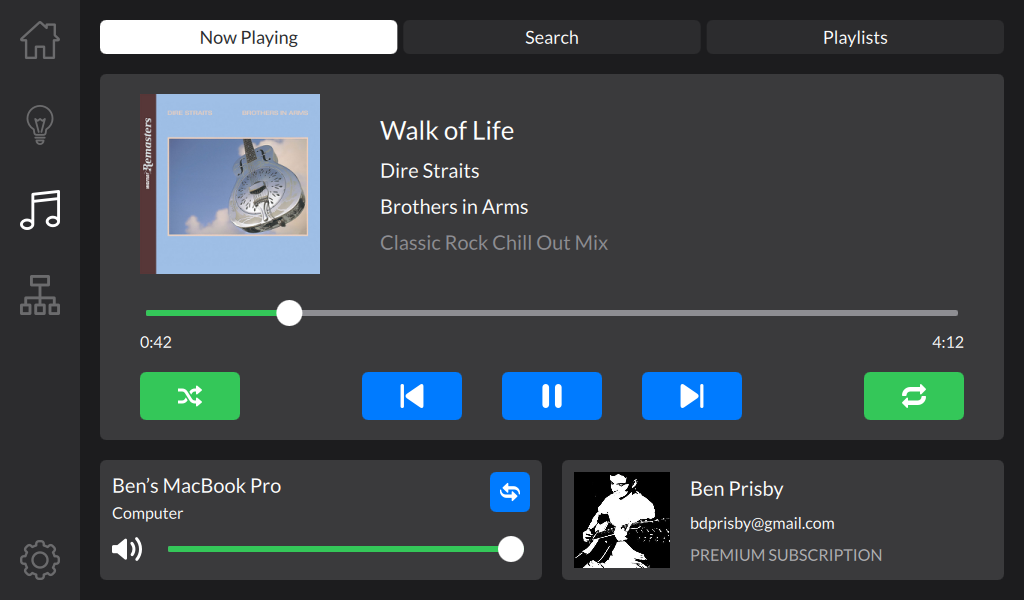 Now Playing
Search
Playlists
DIRE STRAITS
BROTHERS IN ARMS
Remasters
Walk of Life
Dire Straits
Brothers in Arms
Classic Rock Chill Out Mix
0:42
4:12
Ben’s MacBook Pro
Computer
Ben Prisby
bdprisby@gmail.com
PREMIUM SUBSCRIPTION